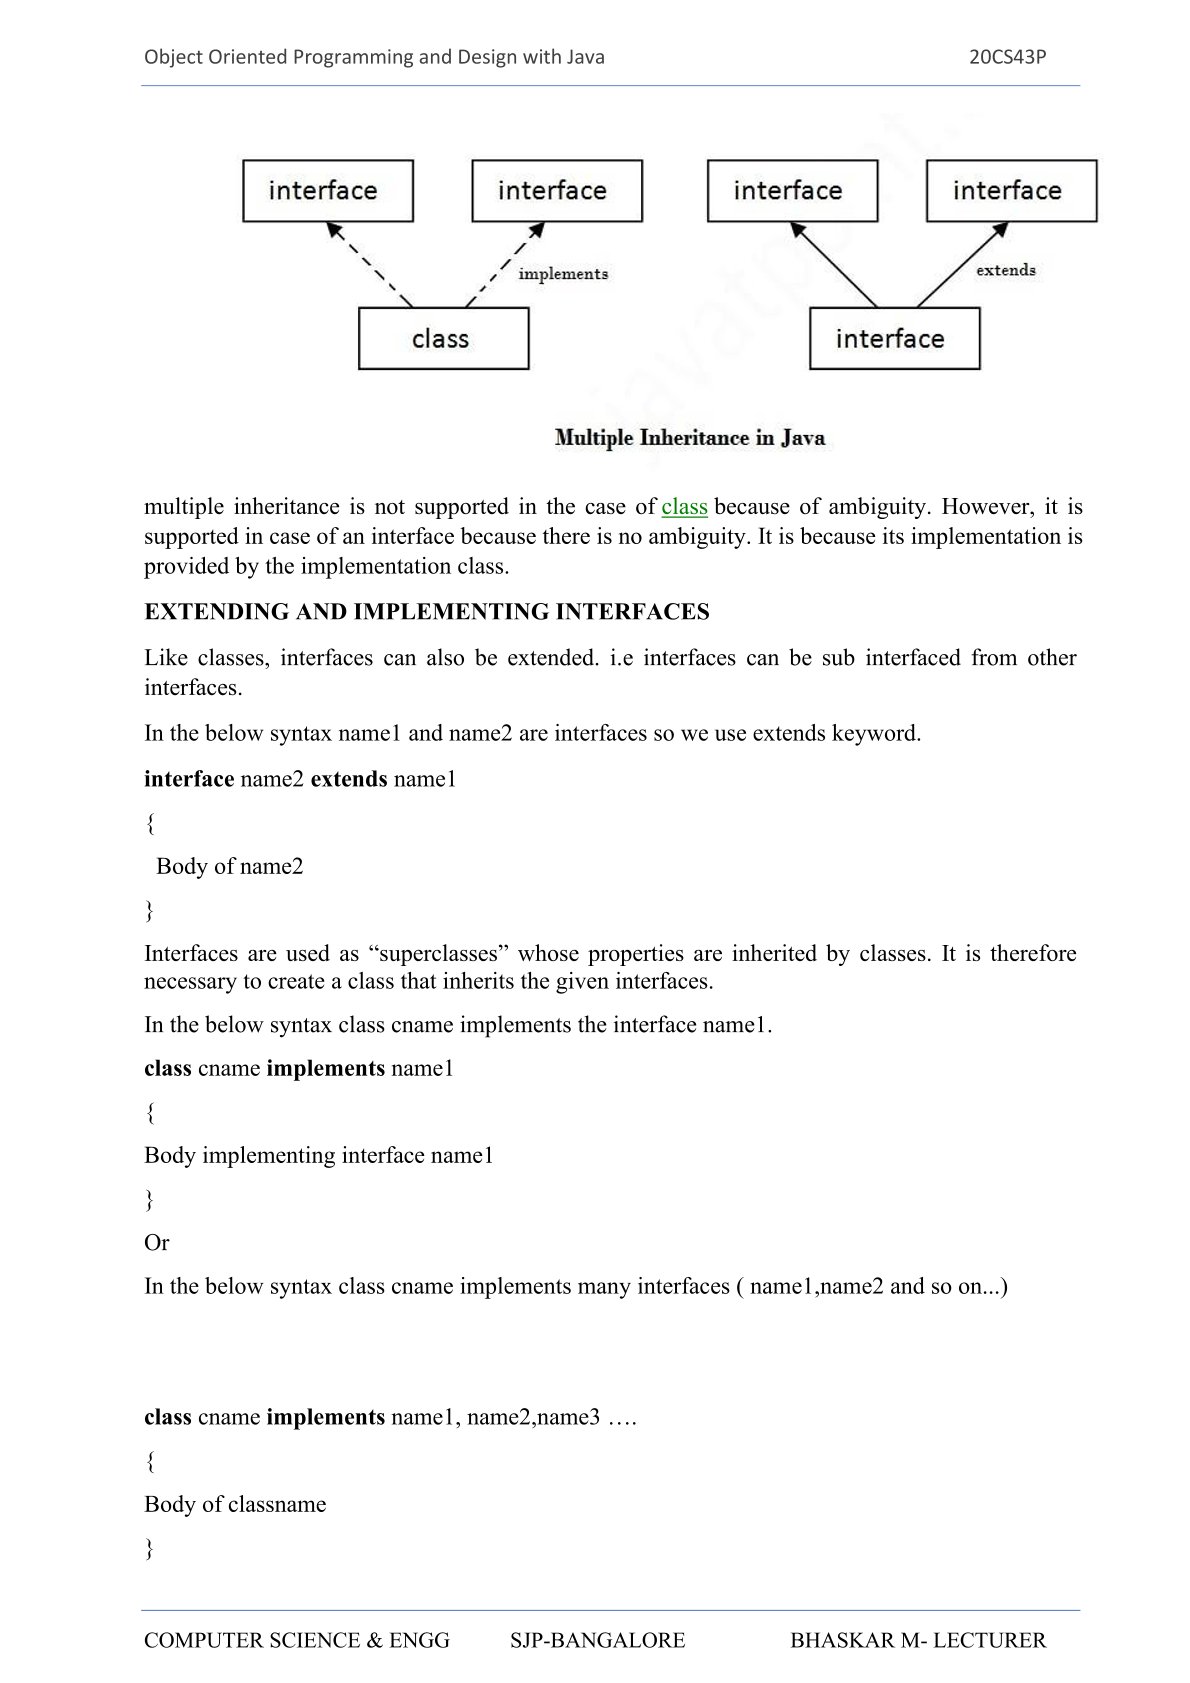 Object Oriented Programming and Design with Java 20CS43P
interface interface interface interface
implements extends
class interface
Multiple Inheritance in Java
multiple inheritance is not supported in the case of class because of ambiguity. However, it is
supported in case of an interface because there is no ambiguity. It is because its implementation is
provided by the implementation class.
EXTENDING AND IMPLEMENTING INTERFACES
Like classes, interfaces can also be extended. i.e interfaces can be sub interfaced from other
interfaces.
In the below syntax name1 and name2 are interfaces so we use extends keyword.
interface name2 extends name1
{
Body of name2
}
Interfaces are used as “superclasses” whose properties are inherited by classes. It is therefore
necessary to create a class that inherits the given interfaces.
In the below syntax class cname implements the interface name1.
class cname implements name1
{
Body implementing interface name1
}
Or
In the below syntax class cname implements many interfaces ( name1,name2 and so on...)
class cname implements name1, name2,name3 ….
{
Body of classname
}
COMPUTER SCIENCE & ENGG SJP-BANGALORE BHASKAR M- LECTURER